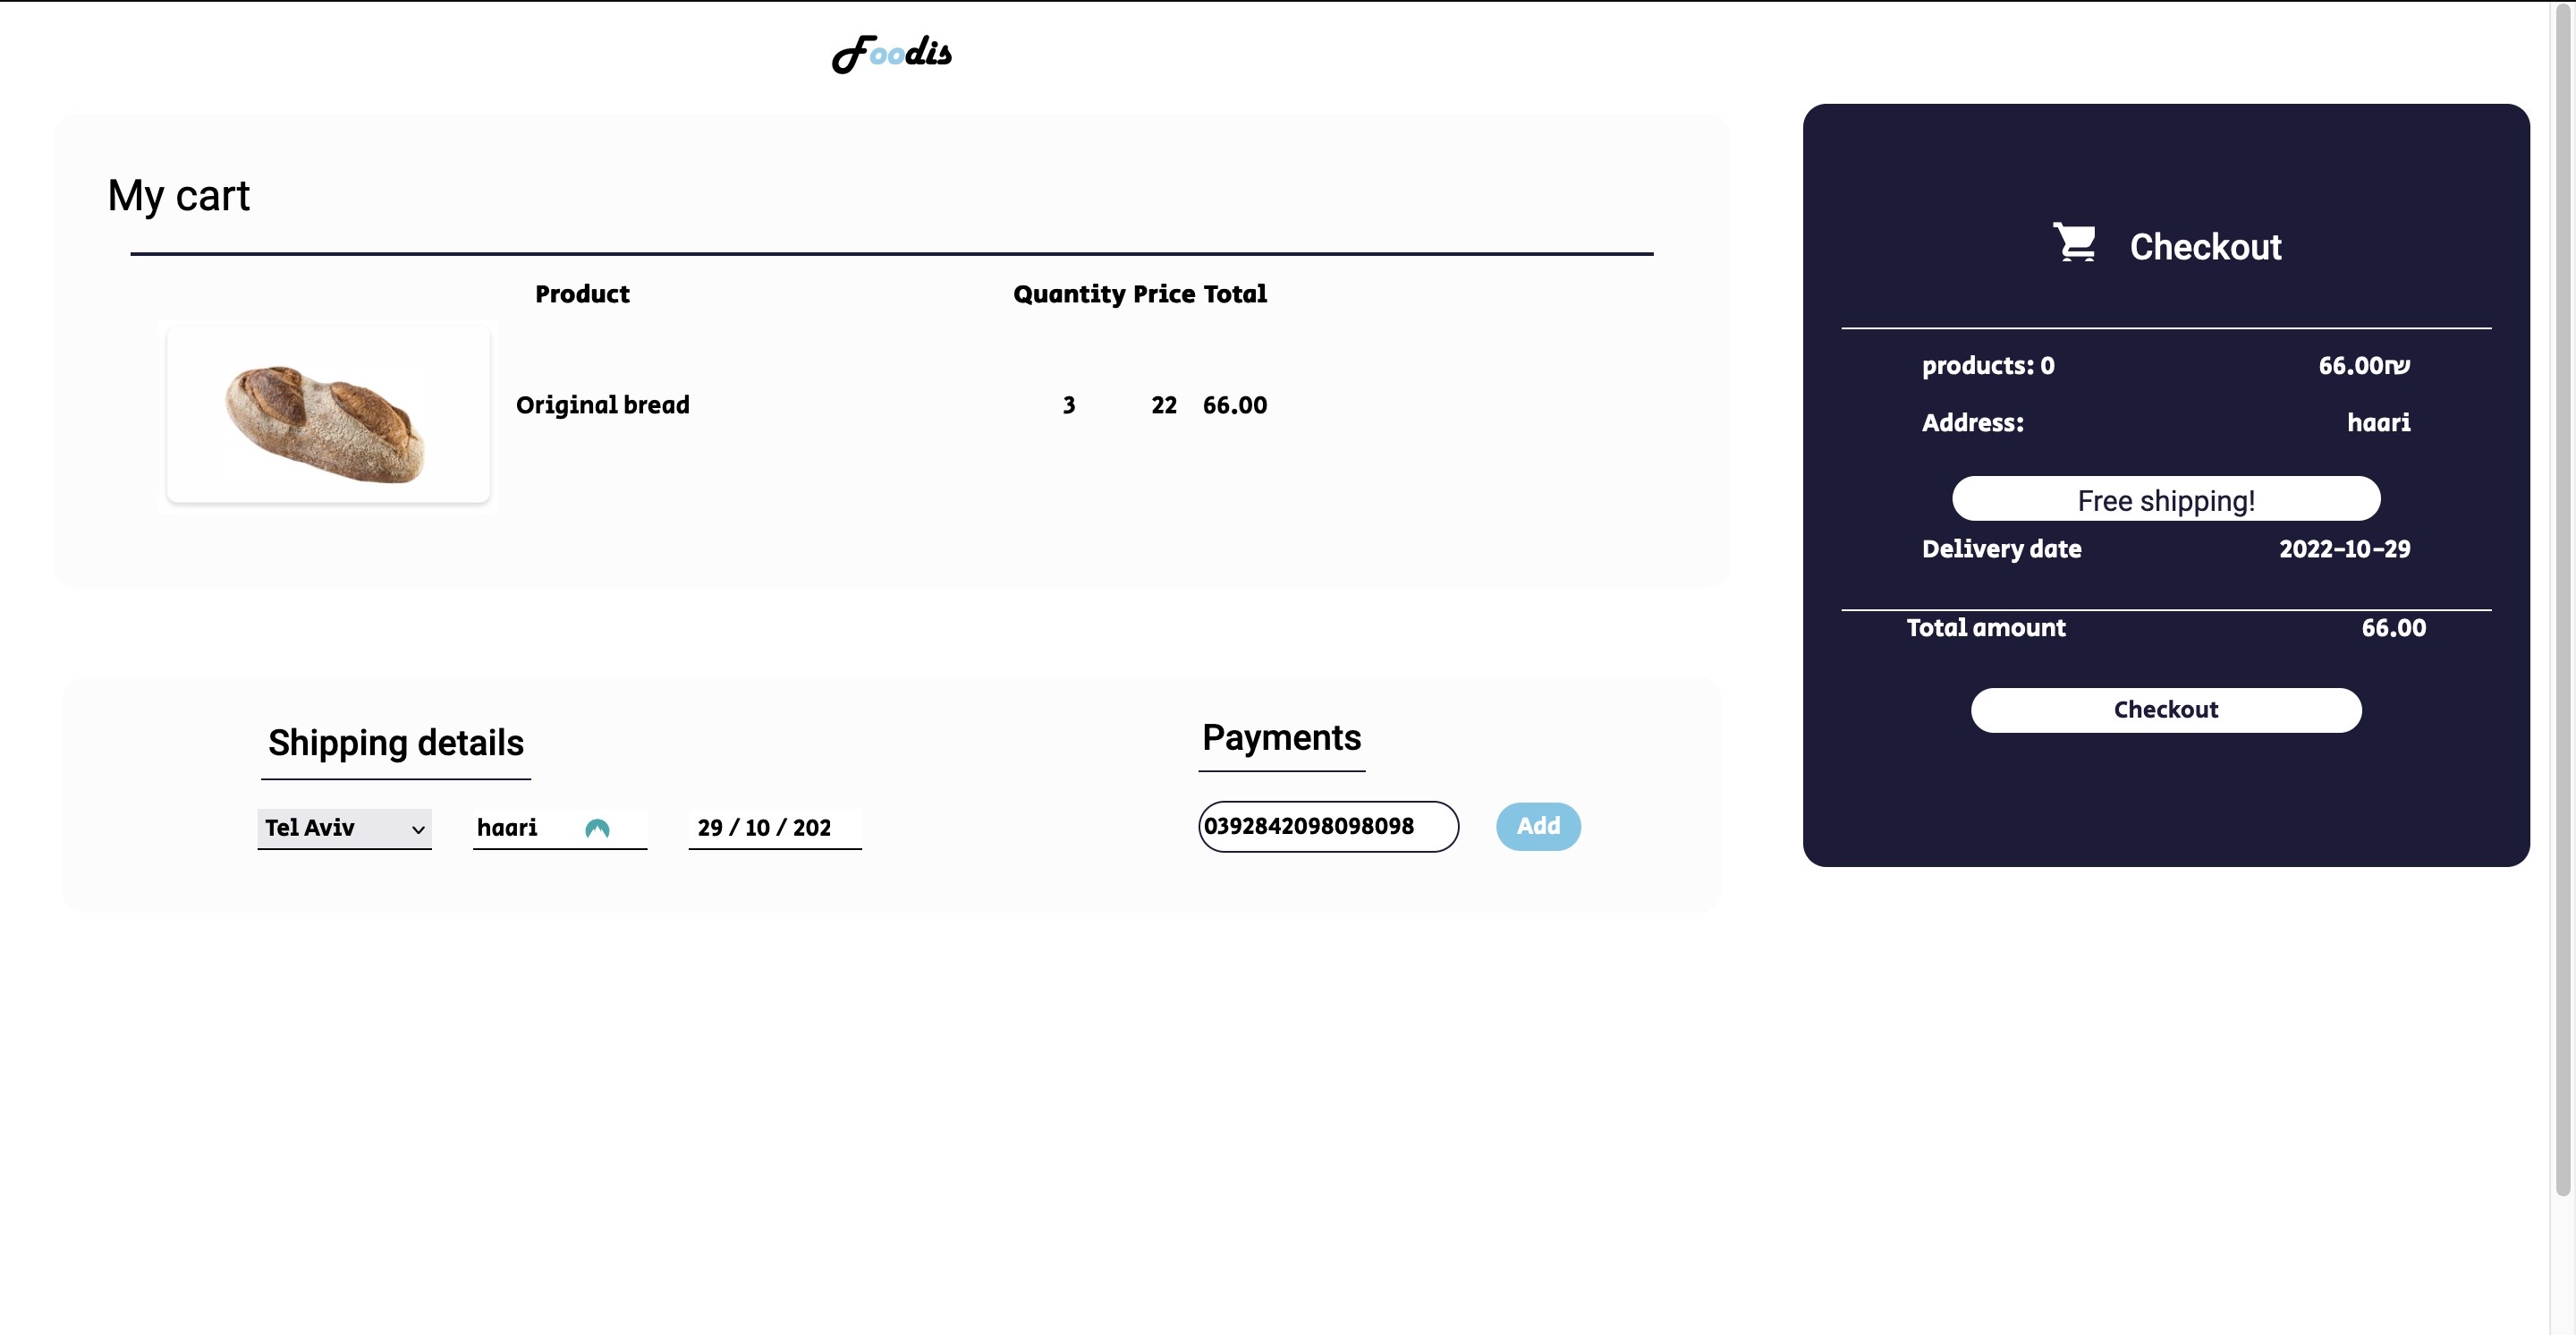 Foodis
My cart
Product Quantity Price Total
Original bread 3 22 66.00
Shipping details
Tel Aviv haari 29 / 10 / 202
Payments
0392842098098098 Add
Checkout
products: 0 66.00שח
Address: haari
Free shipping!
Delivery date 2022-10-29
Total amount 66.00
Checkout